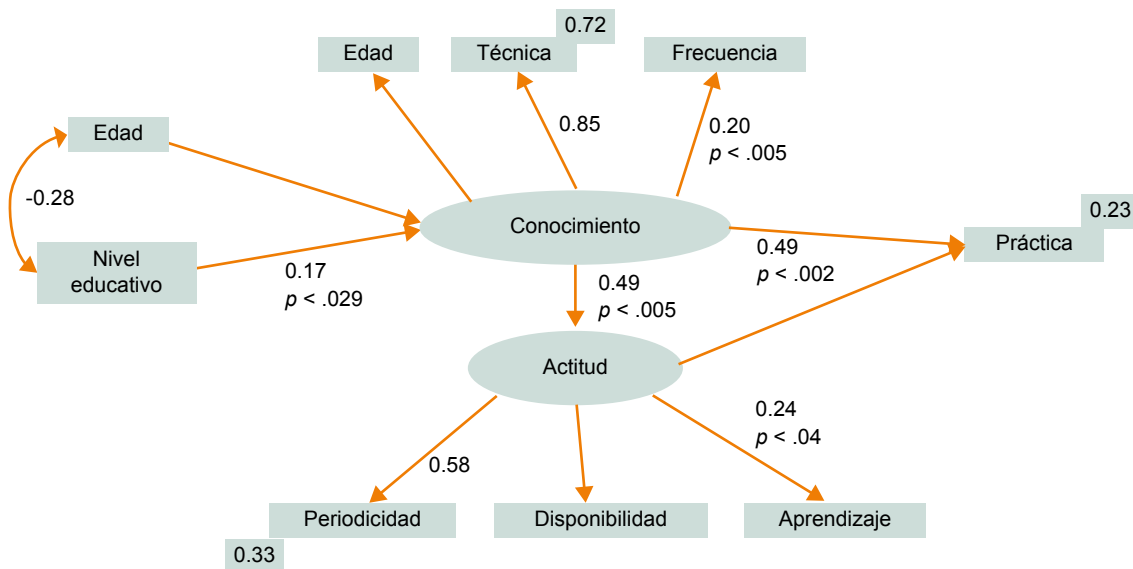 0.72
Edad
Técnica
Frecuencia
Edad
0.85
0.20
p < .005
-0.28
Conocimiento
0.23
Práctica
Nivel
educativo
0.17
p < .029
0.49
p < .005
0.49
p < .002
Actitud
0.24
p < .04
0.58
Periodicidad
Disponibilidad
Aprendizaje
0.33